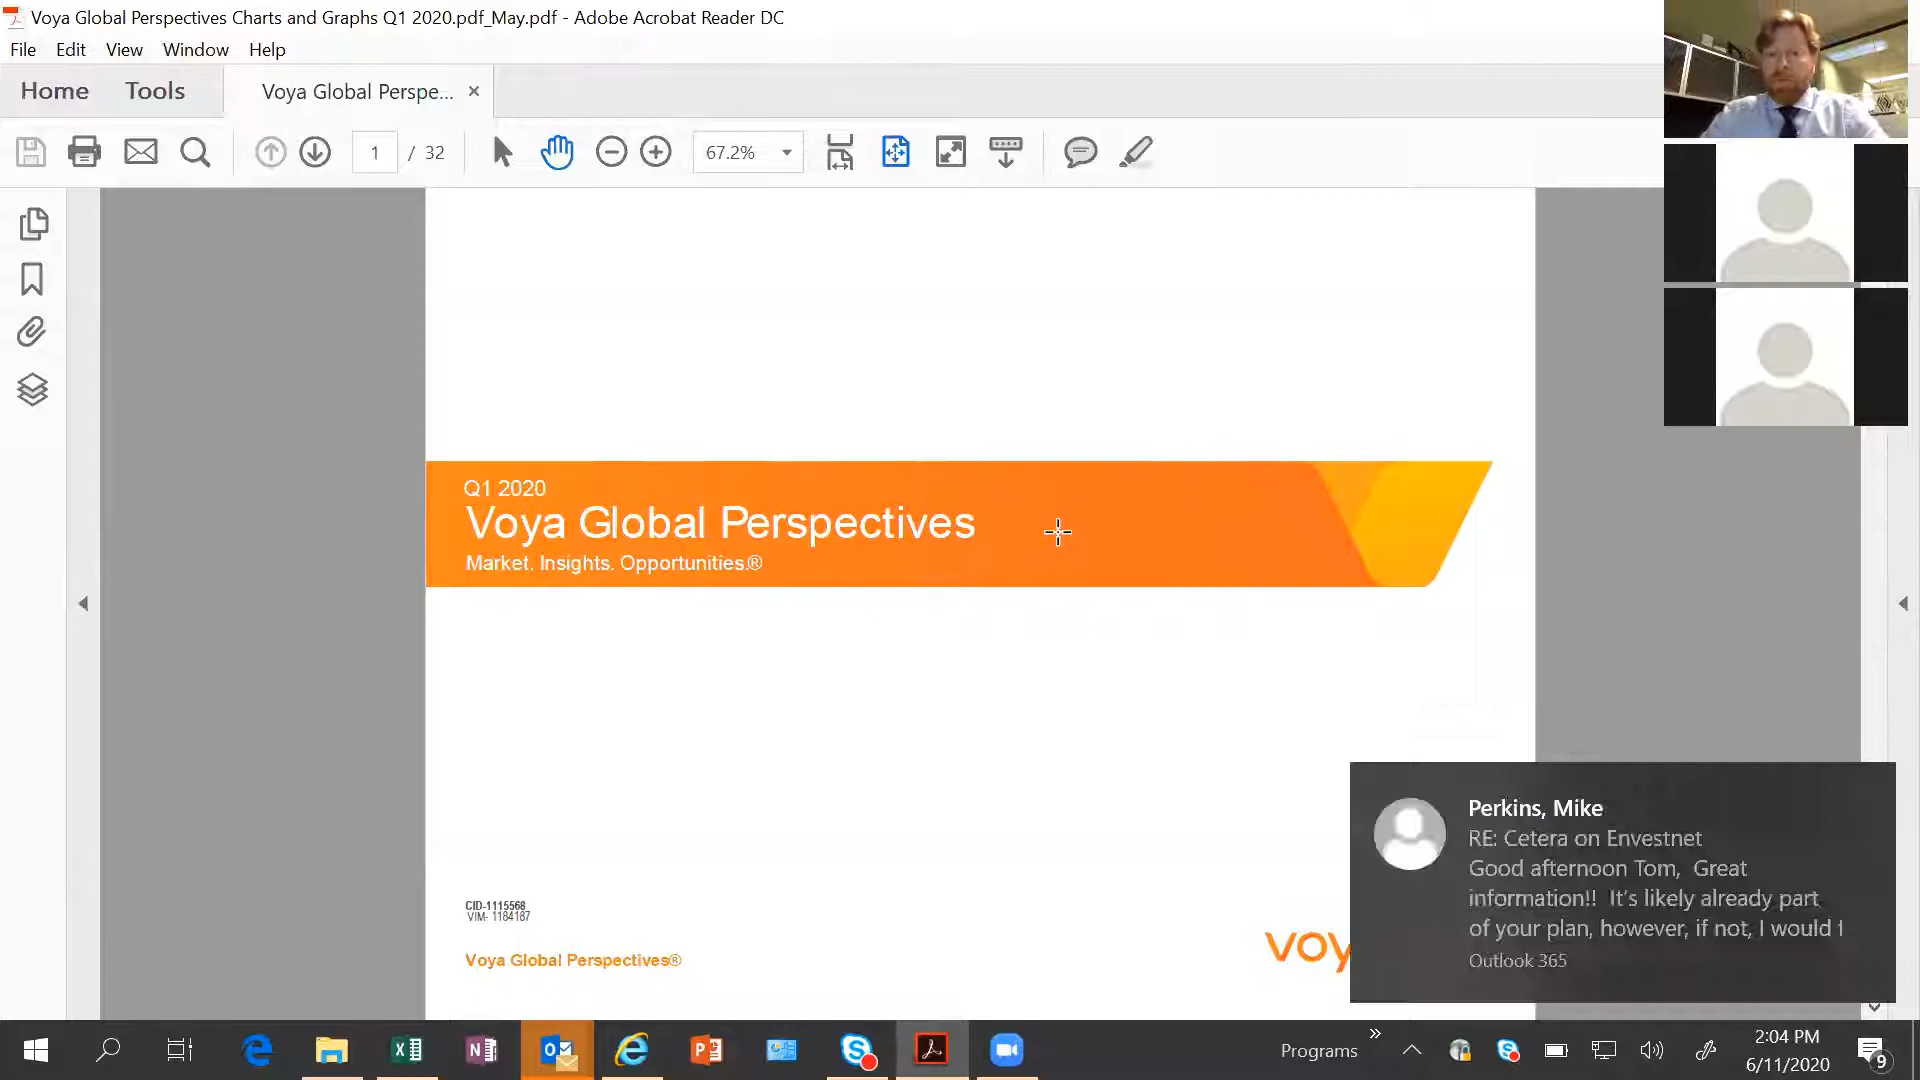 Voya Global Perspectives Charts and Graphs Q1 2020.pdf_May.pdf - Adobe Acrobat Reader DC
File Edit View Window Help
Home Tools Voya Global Perspe... ×
1 / 32 67.2%
Q1 2020
Voya Global Perspectives
Market. Insights. Opportunities.®
CID-1115568
VIM- 1184187
Voya Global Perspectives®
VOY
Perkins, Mike
RE: Cetera on Envestnet
Good afternoon Tom, Great
information!! It's likely already part
of your plan, however, if not, I would
Outlook 365
Programs
2:04 PM
6/11/2020
9